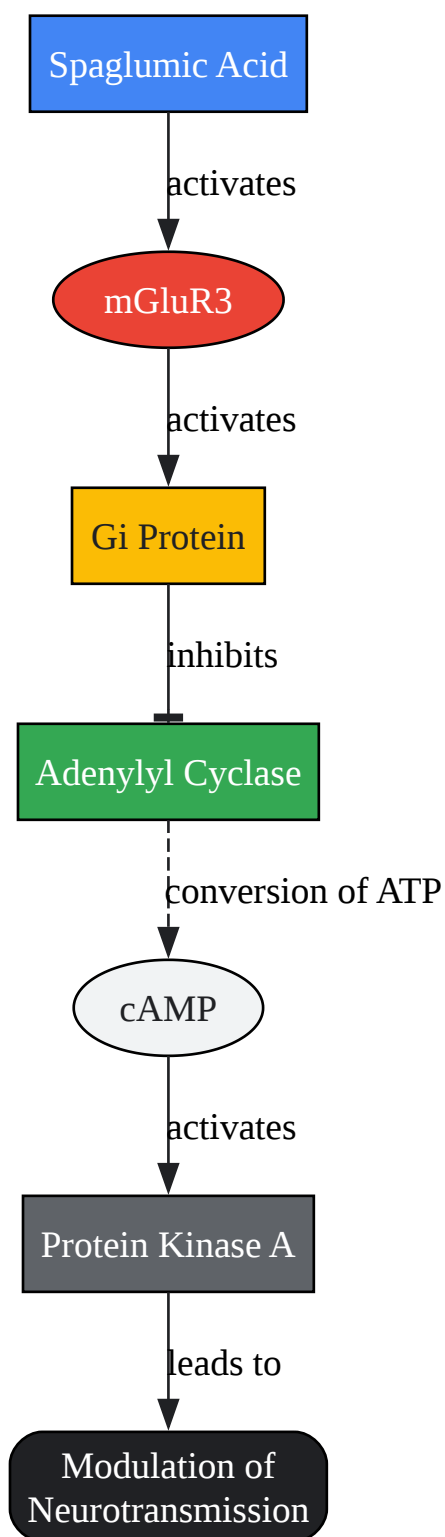 Spaglumic Acid
activates
mGluR3
activates
Gi Protein
inhibits
Adenylyl Cyclase
conversion of ATP
cAMP
activates
Protein Kinase A
leads to
Modulation of
Neurotransmission